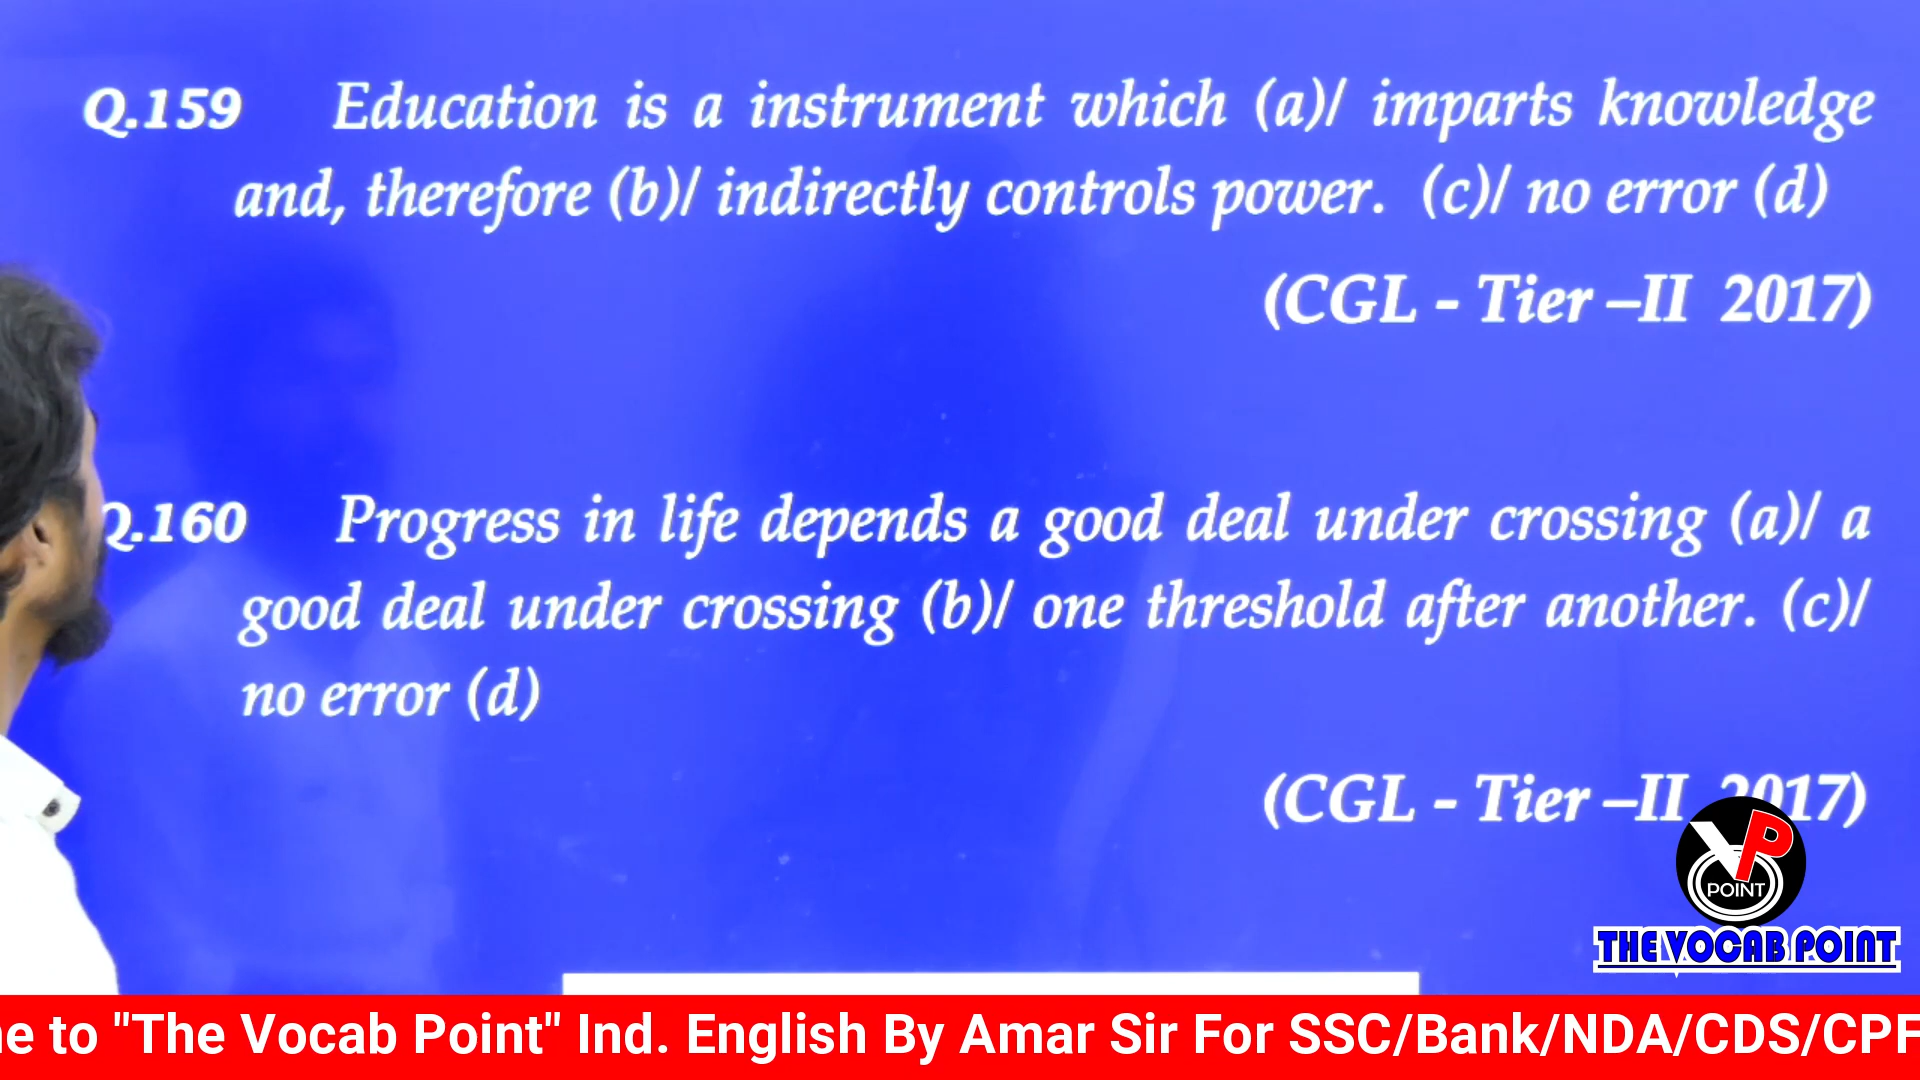 Q.159 Education is a instrument which (a)/ imparts knowledge
and, therefore (b)/ indirectly controls power. (c)/ no error (d)
(CGL - Tier –II 2017)
Q.160 Progress in life depends a good deal under crossing (a)/ a
good deal under crossing (b)/ one threshold after another. (c)/
no error (d)
(CGL - Tier –II 2017)
VP
POINT
THE VOCAB POINT
to "The Vocab Point" Ind. English By Amar Sir For SSC/Bank/NDA/CDS/CPF